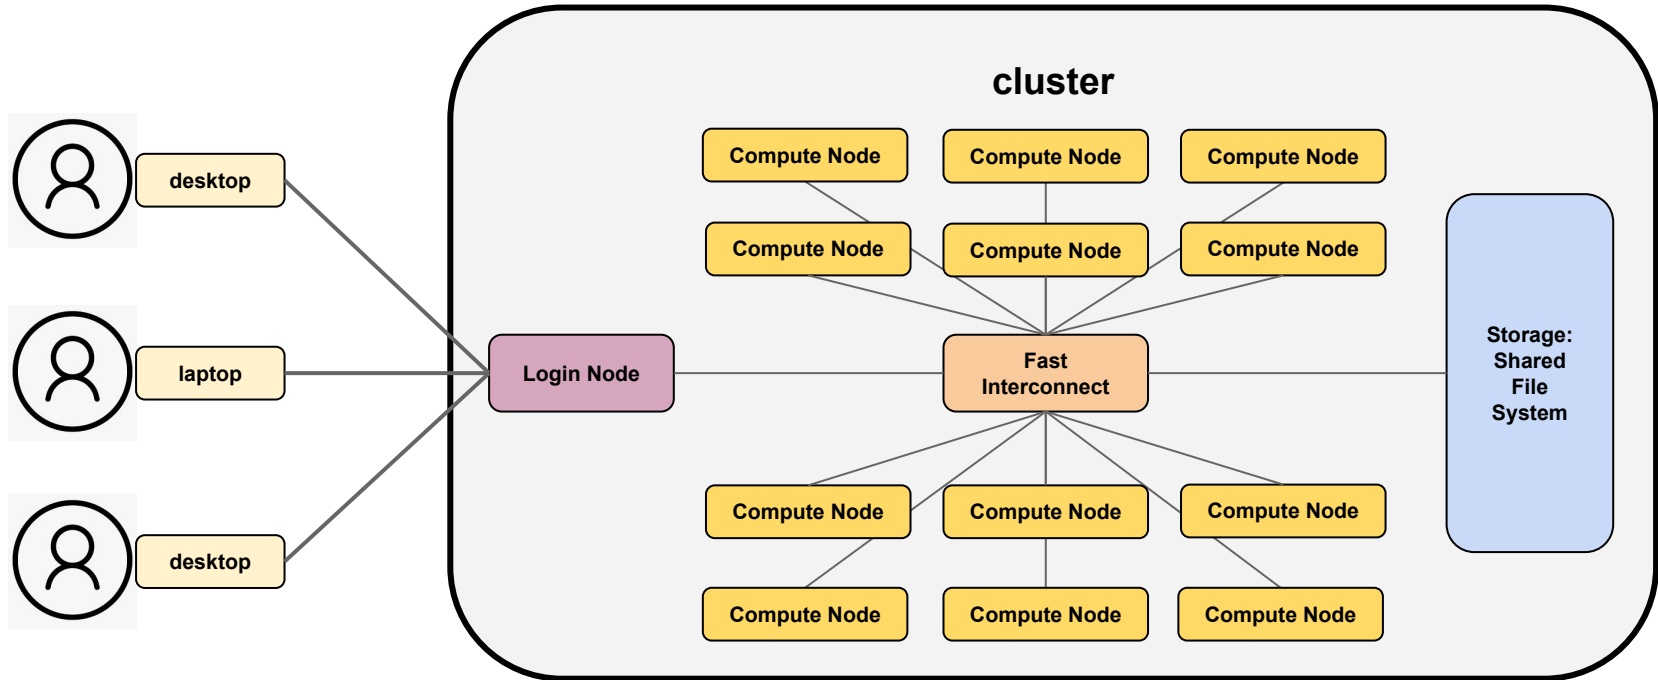 cluster
desktop
laptop
desktop
Login Node
Compute Node
Compute Node
Compute Node
Compute Node
Compute Node
Compute Node
Fast
Interconnect
Compute Node
Compute Node
Compute Node
Compute Node
Compute Node
Compute Node
Storage:
Shared
File
System